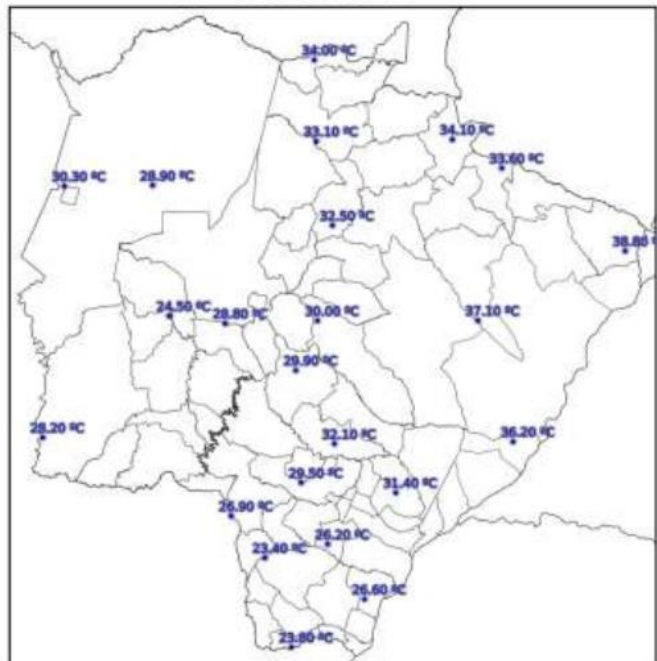 34.00 ºC
33.10 ºC
34.10 ºC
33.60 ºC
30.30 ºC
28.90 ºC
32.50 ºC
38.80 º
24.50 ºC
28.80 ºC
30.00 ºC
37.10 ºC
29.90 ºC
28.20 ºC
32.10 ºC
36.20 ºC
29.50 ºC
31.40 ºC
26.90 ºC
23.40 ºC
26.20 ºC
26.60 ºC
23.80 ºC